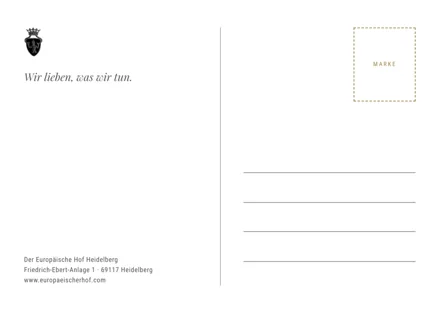 Wir lieben, was wir tun.
MARKE
Der Europäische Hof Heidelberg
Friedrich-Ebert-Anlage 1 · 69117 Heidelberg
www.europaeischerhof.com